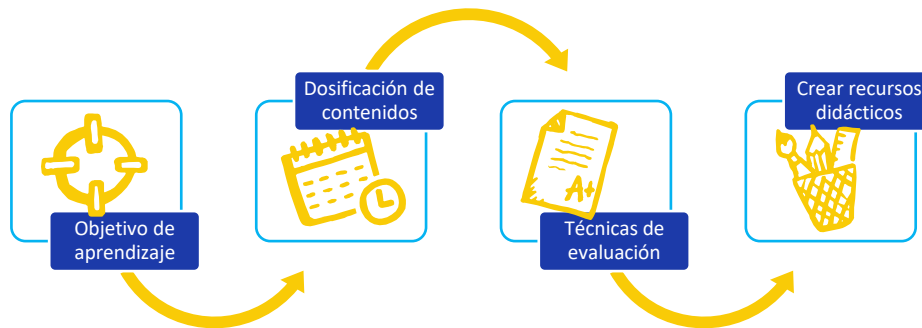 Objetivo de
aprendizaje
Dosificación de
contenidos
Técnicas de
evaluación
A+
Crear recursos
didácticos